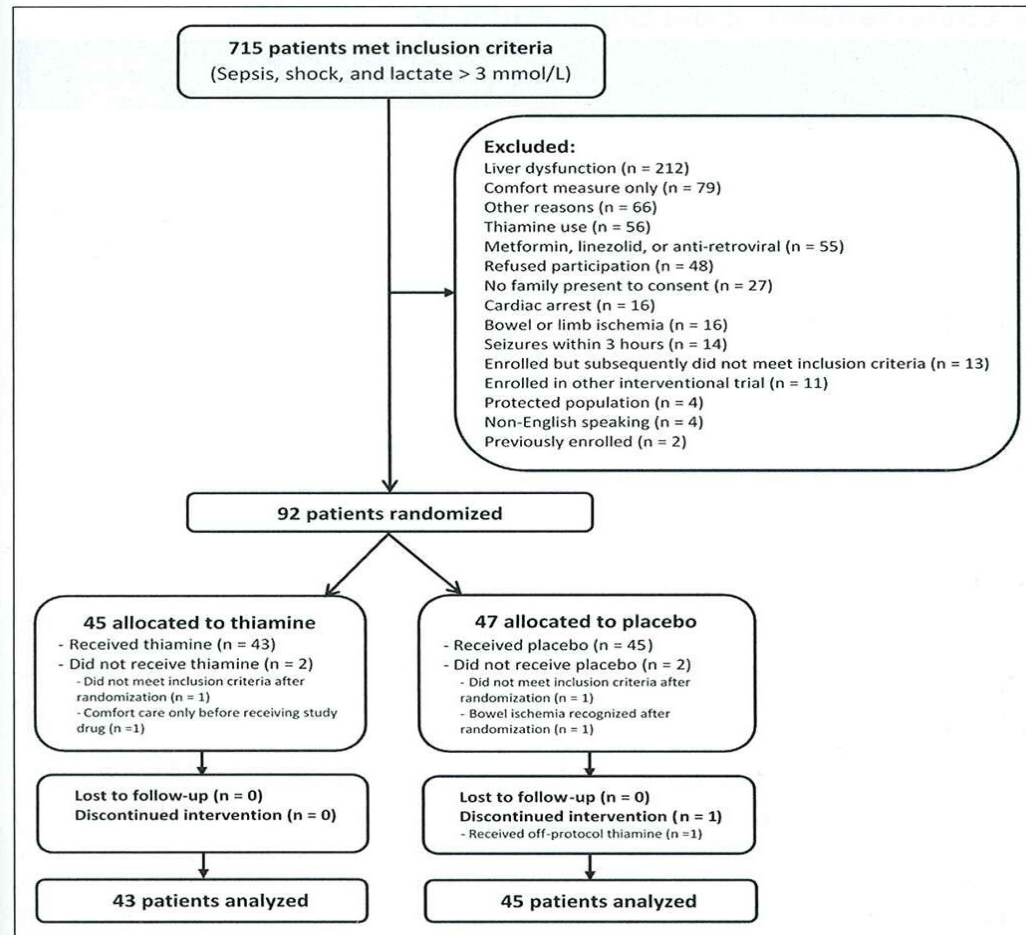 715 patients met inclusion criteria
(Sepsis, shock, and lactate > 3 mmol/L)
Excluded:
Liver dysfunction (n = 212)
Comfort measure only (n = 79)
Other reasons (n = 66)
Thiamine use (n = 56)
Metformin, linezolid, or anti-retroviral (n = 55)
Refused participation (n = 48)
No family present to consent (n = 27)
Cardiac arrest (n = 16)
Bowel or limb ischemia (n = 16)
Seizures within 3 hours (n = 14)
Enrolled but subsequently did not meet inclusion criteria (n = 13)
Enrolled in other interventional trial (n = 11)
Protected population (n = 4)
Non-English speaking (n = 4)
Previously enrolled (n = 2)
92 patients randomized
45 allocated to thiamine
- Received thiamine (n = 43)
- Did not receive thiamine (n = 2)
- Did not meet inclusion criteria after
randomization (n = 1)
- Comfort care only before receiving study
drug (n =1)
47 allocated to placebo
- Received placebo (n = 45)
- Did not receive placebo (n = 2)
- Did not meet inclusion criteria after
randomization (n = 1)
- Bowel ischemia recognized after
randomization (n = 1)
Lost to follow-up (n = 0)
Discontinued intervention (n = 0)
Lost to follow-up (n = 0)
Discontinued intervention (n = 1)
- Received off-protocol thiamine (n =1)
43 patients analyzed
45 patients analyzed